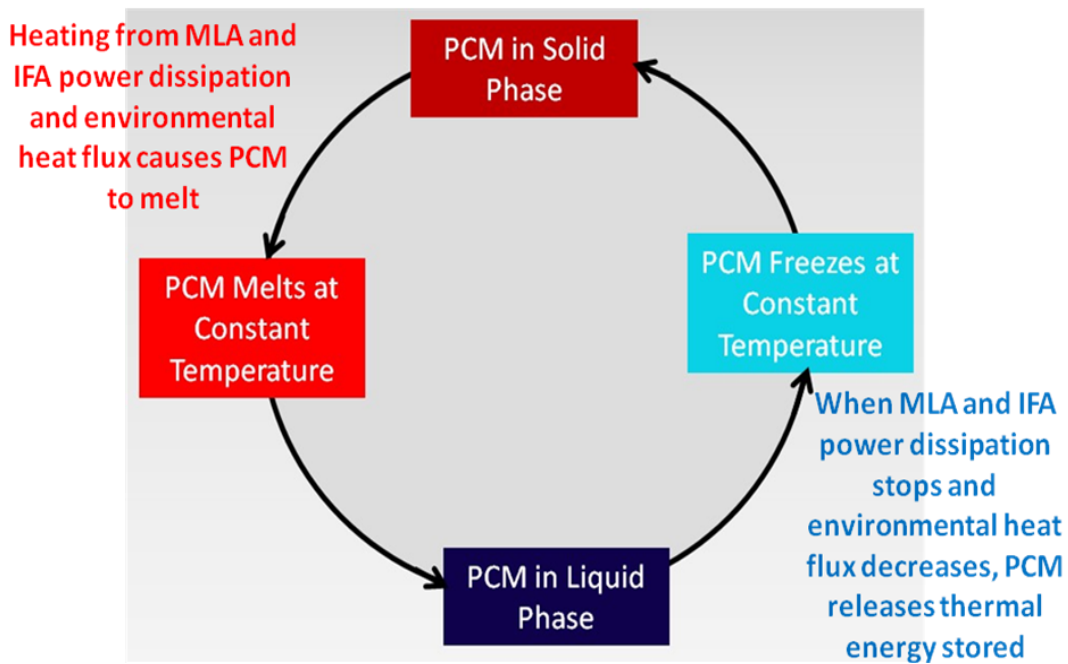 Heating from MLA and
IFA power dissipation
and environmental
heat flux causes PCM
to melt
PCM in Solid
Phase
PCM Melts at
Constant
Temperature
PCM Freezes at
Constant
Temperature
PCM in Liquid
Phase
When MLA and IFA
power dissipation
stops and
environmental heat
flux decreases, PCM
releases thermal
energy stored